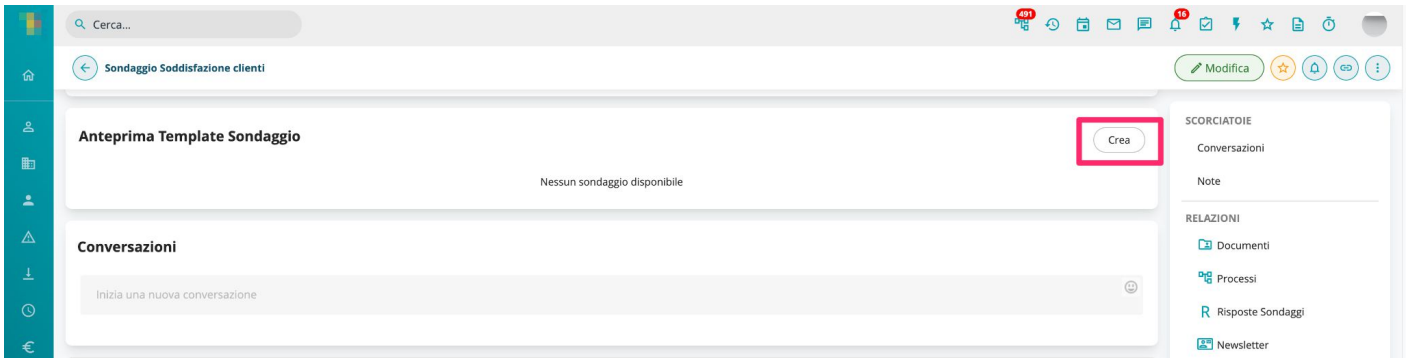 Cerca...
491
16
Sondaggio Soddisfazione clienti
Modifica
Anteprima Template Sondaggio
Crea
Nessun sondaggio disponibile
Conversazioni
Inizia una nuova conversazione
SCORCIATOIE
Conversazioni
Note
RELAZIONI
Documenti
Processi
R Risposte Sondaggi
Newsletter